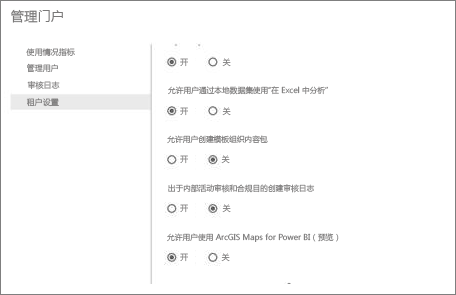 管理门户
使用情况指标
管理用户
审核日志
租户设置
开 关
允许用户通过本地数据集使用“在 Excel 中分析”
开 关
允许用户创建模板组织内容包
开 关
出于内部活动审核和合规目的创建审核日志
开 关
允许用户使用 ArcGIS Maps for Power BI（预览）
开 关